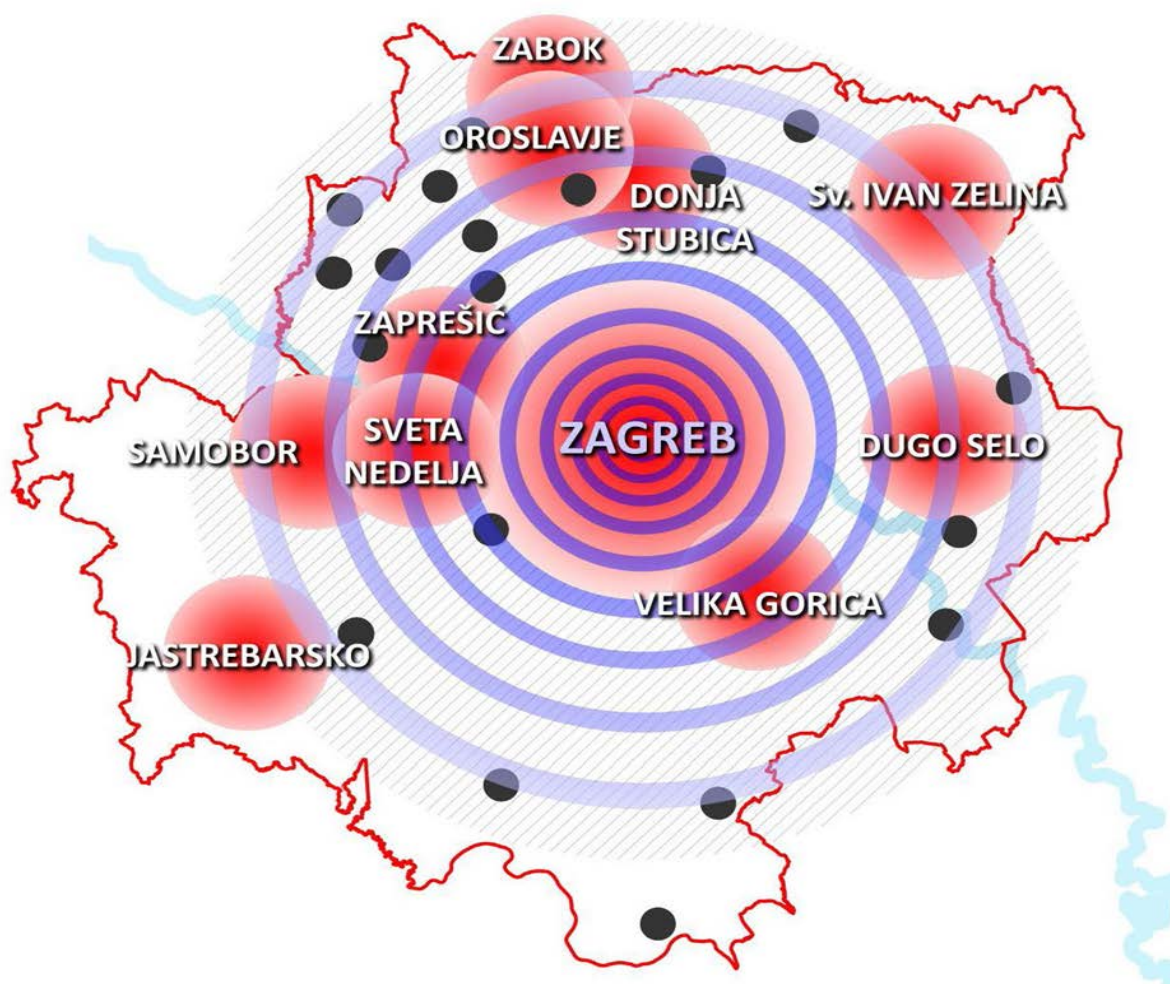 ZABOK
OROSLAVJE
DONJA
STUBICA
Sv. IVAN ZELINA
ZAPREŠIĆ
SAMOBOR
SVETA
NEDELJA
ZAGREB
DUGO SELO
VELIKA GORICA
JASTREBARSKO